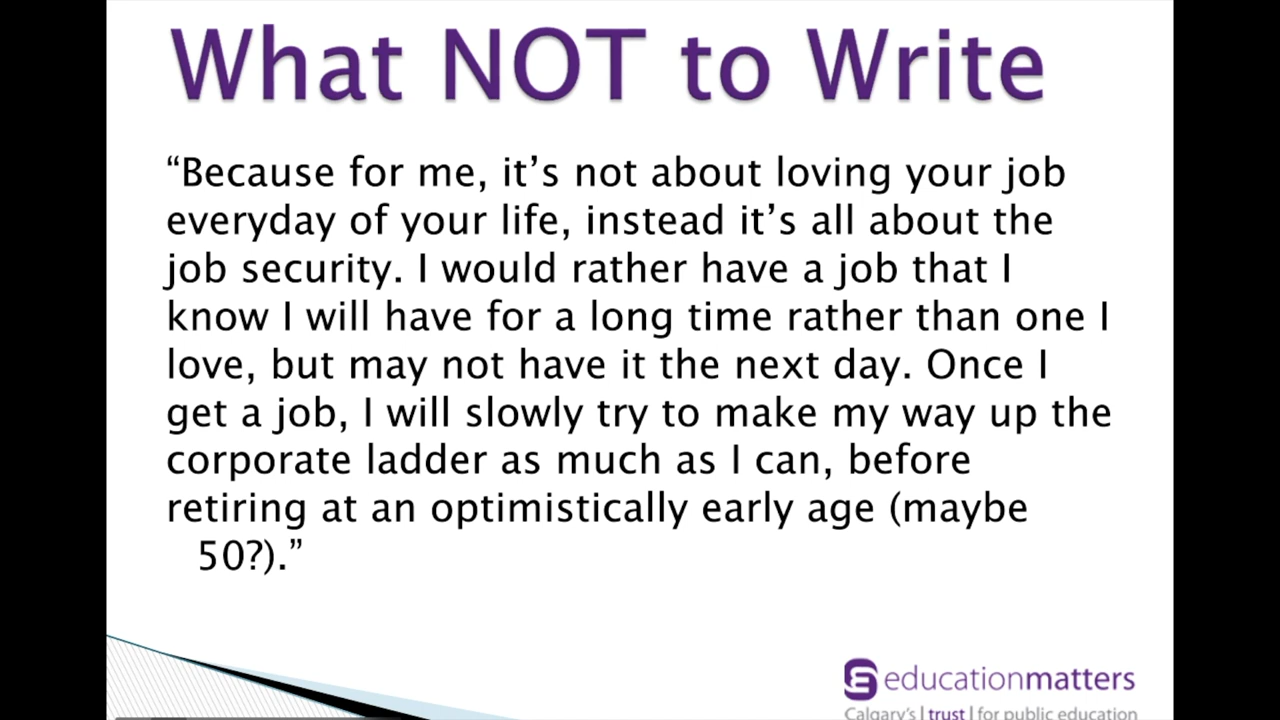 What NOT to Write
“Because for me, it’s not about loving your job
everyday of your life, instead it’s all about the
job security. I would rather have a job that I
know I will have for a long time rather than one I
love, but may not have it the next day. Once I
get a job, I will slowly try to make my way up the
corporate ladder as much as I can, before
retiring at an optimistically early age (maybe
50?).”
educationmatters
Calgary’s | trust | for public education